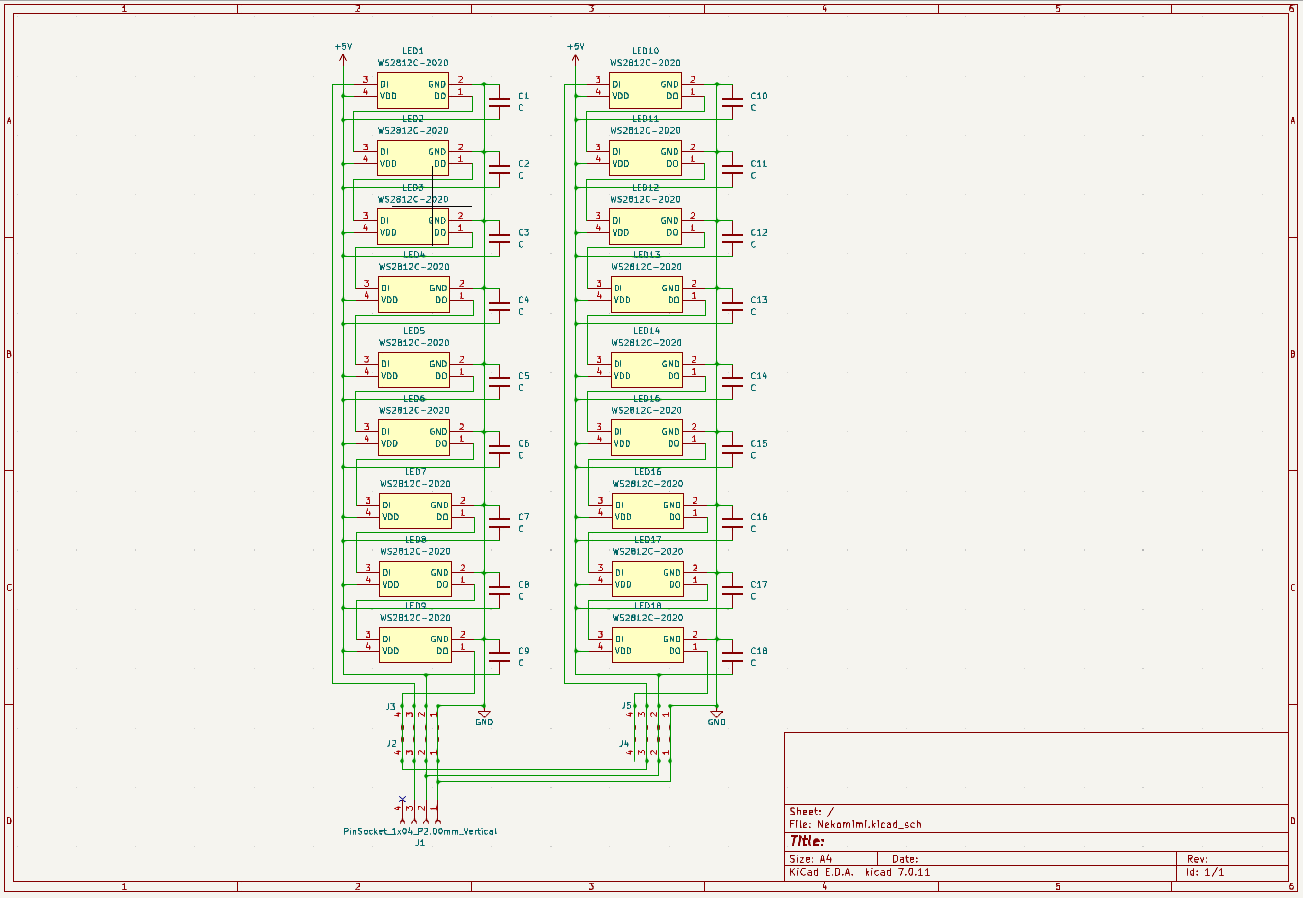 1 2 3 4 5 6
+5V +5V
LED1 LED10
WS2812C-2020 WS2812C-2020
3 DI GND 2 3 DI GND 2
4 VDD DO 1 4 VDD DO 1
C1 C10
C C
A A
LED2 LED11
WS2812C-2020 WS2812C-2020
3 DI GND 2 3 DI GND 2
4 VDD DO 1 4 VDD DO 1
C2 C11
C C
LED3 LED12
WS2812C-2020 WS2812C-2020
3 DI GND 2 3 DI GND 2
4 VDD DO 1 4 VDD DO 1
C3 C12
C C
LED4 LED13
WS2812C-2020 WS2812C-2020
3 DI GND 2 3 DI GND 2
4 VDD DO 1 4 VDD DO 1
C4 C13
C C
LED5 LED14
WS2812C-2020 WS2812C-2020
B B
3 DI GND 2 3 DI GND 2
4 VDD DO 1 4 VDD DO 1
C5 C14
C C
LED6 LED15
WS2812C-2020 WS2812C-2020
3 DI GND 2 3 DI GND 2
4 VDD DO 1 4 VDD DO 1
C6 C15
C C
LED7 LED16
WS2812C-2020 WS2812C-2020
3 DI GND 2 3 DI GND 2
4 VDD DO 1 4 VDD DO 1
C7 C16
C C
LED8 LED17
WS2812C-2020 WS2812C-2020
3 DI GND 2 3 DI GND 2
4 VDD DO 1 4 VDD DO 1
C8 C17
C C
C C
LED9 LED18
WS2812C-2020 WS2812C-2020
3 DI GND 2 3 DI GND 2
4 VDD DO 1 4 VDD DO 1
C9 C18
C C
J3 4 3 2 1 GND J5 4 3 2 1 GND
J2 4 3 2 1 J4 4 3 2 1
4 3 2 1
PinSocket_1x04_P2.00mm_Vertical
J1
D D
Sheet: /
File: Nekomimi.kicad_sch
Title:
Size: A4 Date: Rev:
KiCad E.D.A. kicad 7.0.11 Id: 1/1
1 2 3 4 5 6